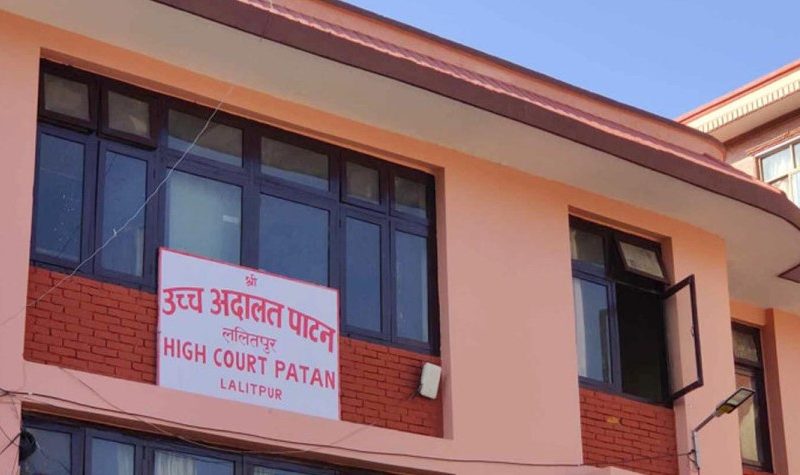 श्री
उच्च अदालत पाटन
ललितपुर
HIGH COURT PATAN
LALITPUR